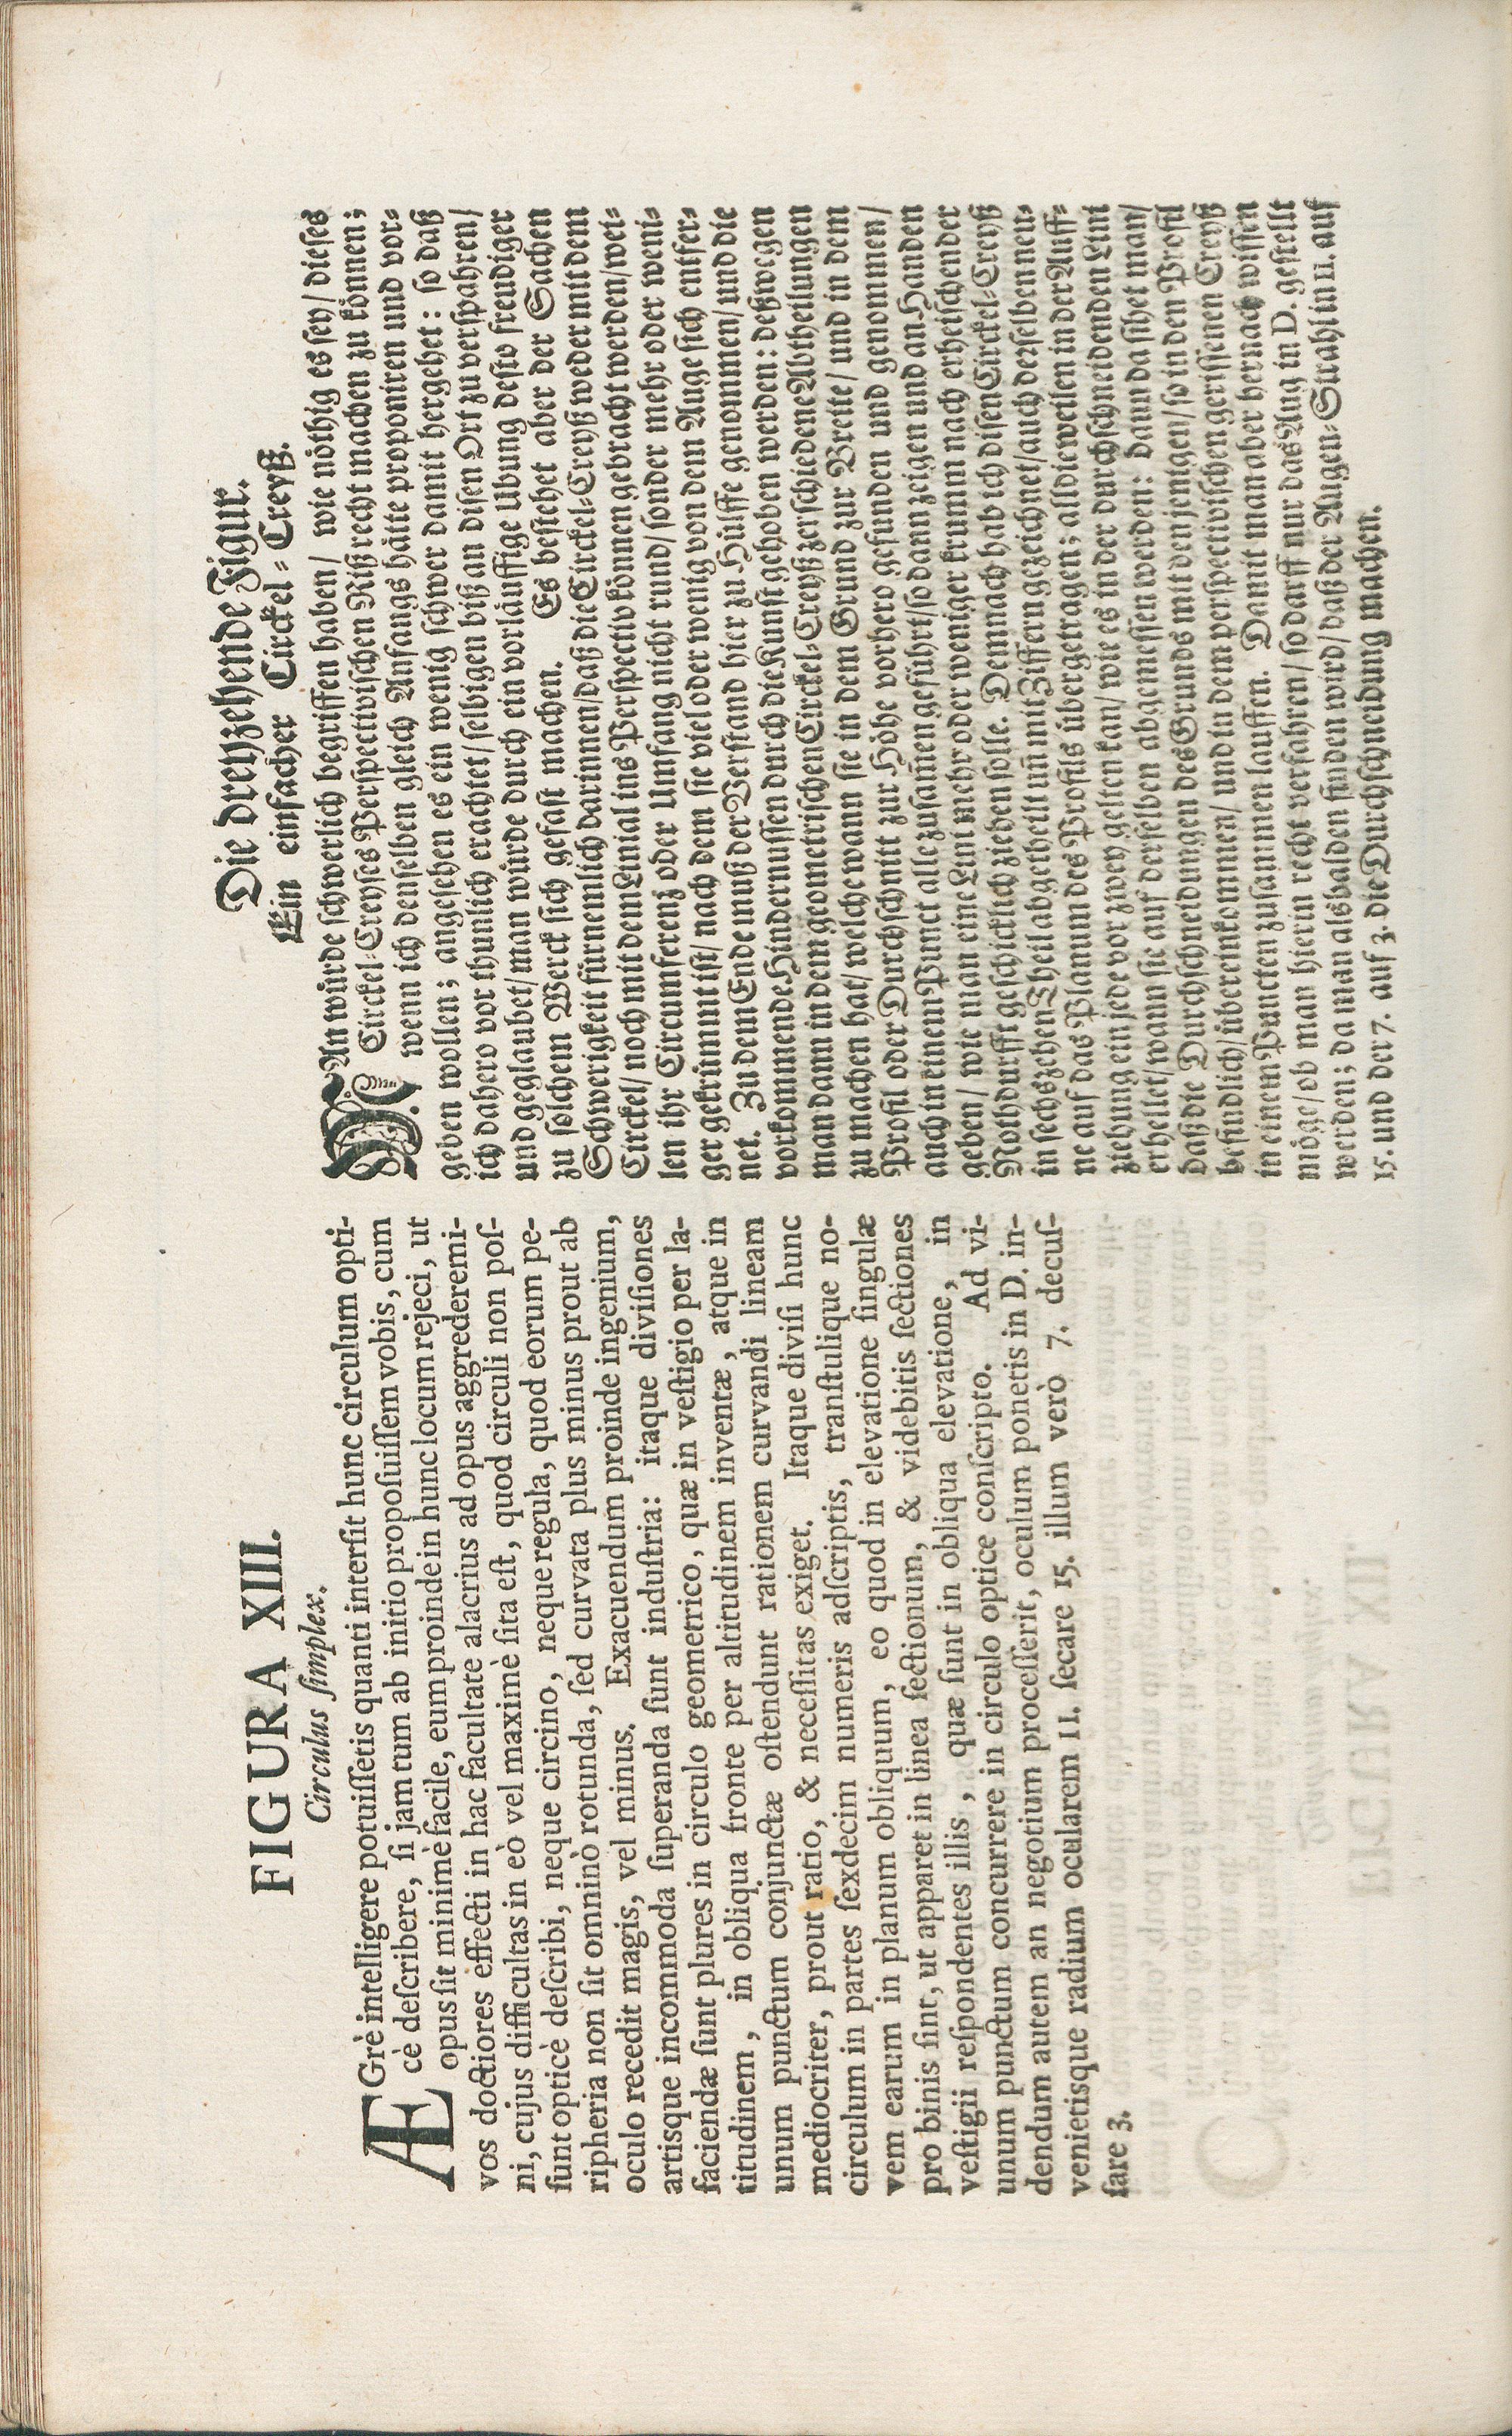 FIGURA XIII.
Circulus ſimplex.
ÆGrè intelligere potuiſſetis quanti interſit hunc circulum opti-
cè deſcribere, ſi jam tum ab initio propoſuiſſem vobis, cum
opus ſit minimè facile, eum proinde in hunc locum rejeci, ut
vos doctiores effecti in hac facultate alacrius ad opus aggrederemi-
ni, cujus difficultas in eò vel maximè ſita eſt, quod circuli non poſ-
ſunt opticè deſcribi, neque circino, neque regula, quod eorum pe-
ripheria non ſit omninò rotunda, ſed curvata plus minus prout ab
oculo recedit magis, vel minus. Exacuendum proinde ingenium,
artisque incommoda ſuperanda ſunt induſtria: itaque diviſiones
faciendæ ſunt plures in circulo geometrico, quæ in veſtigio per la-
titudinem, in obliqua fronte per altitudinem inventæ, atque in
unum punctum conjunctæ oſtendunt rationem curvandi lineam
mediocriter, prout ratio, & neceſſitas exiget. Itaque diviſi hunc
circulum in partes ſexdecim numeris adſcriptis, tranſtulique no-
vem earum in planum obliquum, eo quod in elevatione ſingulæ
pro binis ſint, ut apparet in linea ſectionum, & videbitis ſectiones
veſtigii reſpondentes illis, quæ ſunt in obliqua elevatione, in
unum punctum concurrere in circulo optice conſcripto. Ad vi-
dendum autem an negotium proceſſerit, oculum ponetis in D. in-
venietisque radium ocularem 11. ſecare 15. illum verò 7. decuſ-
ſare 3.
Die dreyzehende Figur.
Ein einfacher Circkel-Creyß.
MAn würde ſchwerlich begriffen haben/ wie nöthig es ſey/ dieſes
Circkel-Creyſes Perſpectiviſchen Riß recht machen zu können;
wenn ich denſelben gleich Anfangs hätte proponiren und vor-
geben wollen; angeſehen es ein wenig ſchwer damit hergehet: ſo daß
ich dahero vor thunlich erachtet/ ſelbigen biß an diſen Ort zu verſpahren/
und geglaubet/ man würde durch ein vorläuffige Ubung deſto freudiger
zu ſolchem Werck ſich gefaſt machen. Es beſtehet aber der Sachen
Schwerigkeit fürnemlich darinnen/ daß die Circkel-Creyß weder mit dem
Circkel/ noch mit dem Linial ins Perſpectiv können gebracht werden/ wei-
len ihr Circumferenz oder Umfang nicht rund/ ſonder mehr oder weni-
ger gekrümmt iſt/ nach dem ſie viel oder wenig von dem Auge ſich entfer-
net. Zu dem Ende muß der Verſtand hier zu Hülffe genommen/ und die
vorkommende Hindernuſſen durch die Kunſt gehoben werden: deßwegen
man dann in dem geometriſchen Circkel-Creyß zerſchiedene Abtheilungen
zu machen hat/ welche wann ſie in dem Grund zur Breite/ und in dem
Profil oder Durchſchnitt zur Höhe vorhero gefunden und genommen/
auch in einem Punct alle zuſam̃en geführt/ ſo dann zeigen und an Handen
geben/ wie man eine Lini mehr oder weniger krumm nach erheiſchender
Nothdurfft geſchicklich ziehen ſolle. Demnach hab ich diſen Circkel-Creyß
in ſechszehen Theil abgetheilt uñ mit Ziffern gezeichnet/ auch derſelben neu-
ne auf das Planum des Profils übergetragen; alldieweilen in der Auff-
ziehung ein jede vor zwey gelten kan/ wie es in der durchſchneidenden Lini
erhellet/ wann ſie auf derſelben abgemeſſen werden: dann da ſihet man/
daß die Durchſchneidungen des Grunds mit denjenigen/ ſo in den Profil
befindlich/ übereinkommen/ und in dem perſpectiviſchen geriſſenen Creyß
in einem Puncten zuſammen lauffen. Damit man aber hernach wiſſen
möge/ ob man hierin recht verfahren/ ſo darff nur das Aug in D. geſtellt
werden; da man alsbalden finden wird/ daß der Augen-Strahl in 11. auf
15. und der 7. auf 3. die Durchſchneidung machen.